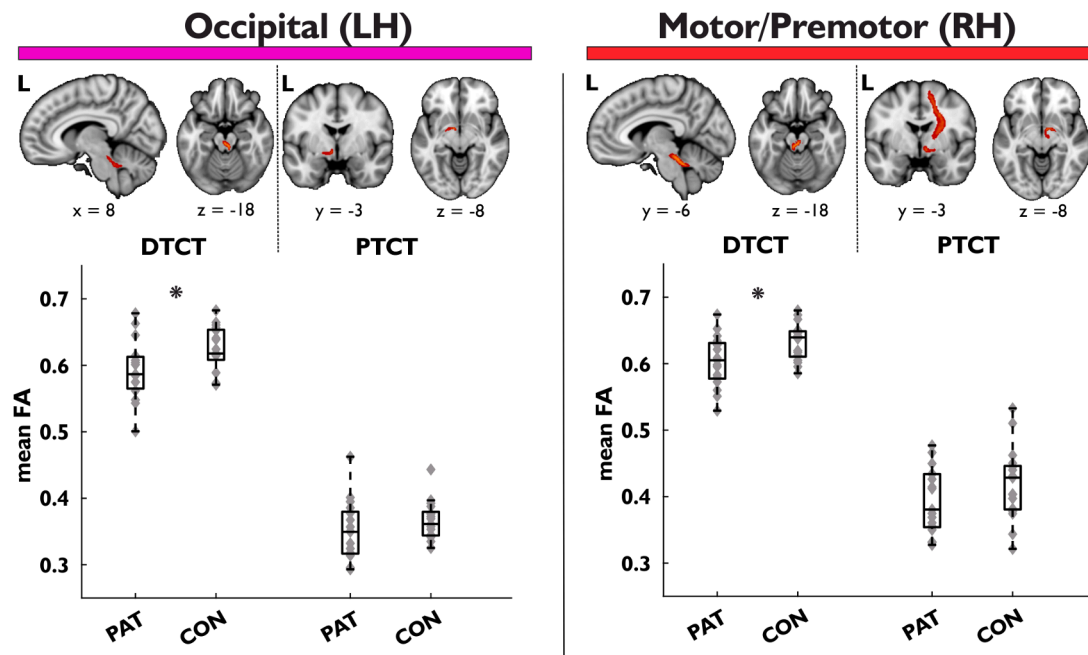 Occipital (LH)
L
L
x = 8
z = -18
y = -3
z = -8
DTCT
PTCT
mean FA
0.7
0.6
0.5
0.4
0.3
*
PAT
CON
PAT
CON
Motor/Premotor (RH)
L
L
y = -6
z = -18
y = -3
z = -8
DTCT
PTCT
mean FA
0.7
0.6
0.5
0.4
0.3
*
PAT
CON
PAT
CON